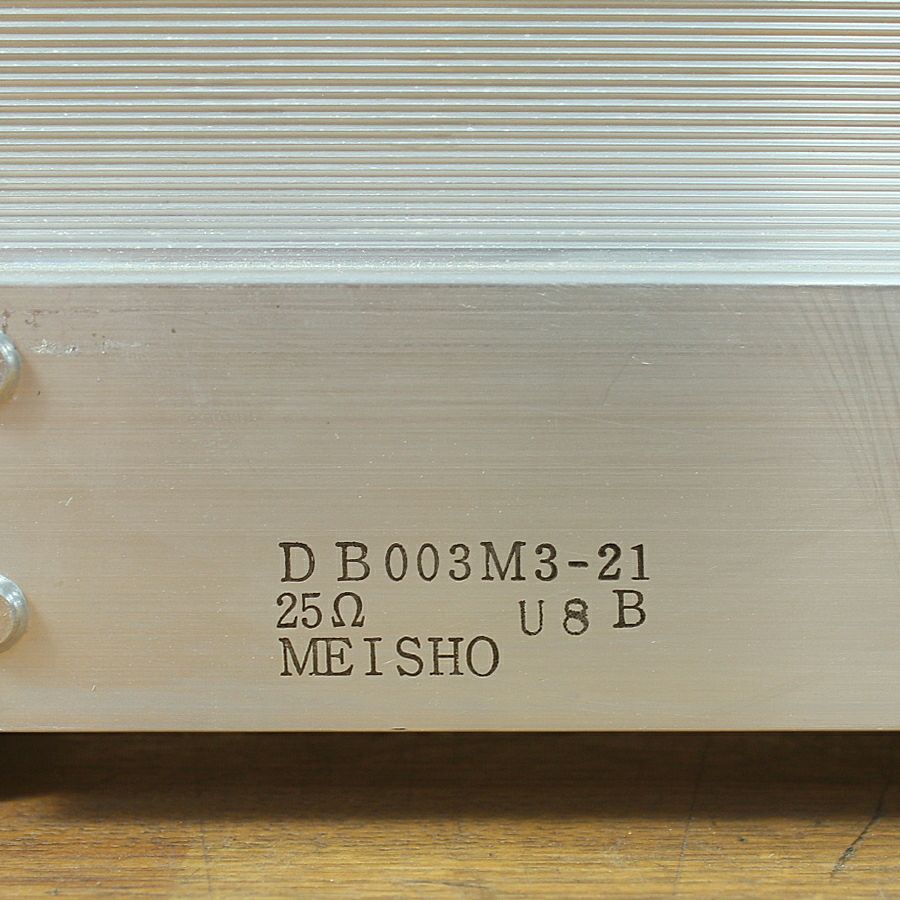 DB003M3-21
25Ω U8B
MEISHO